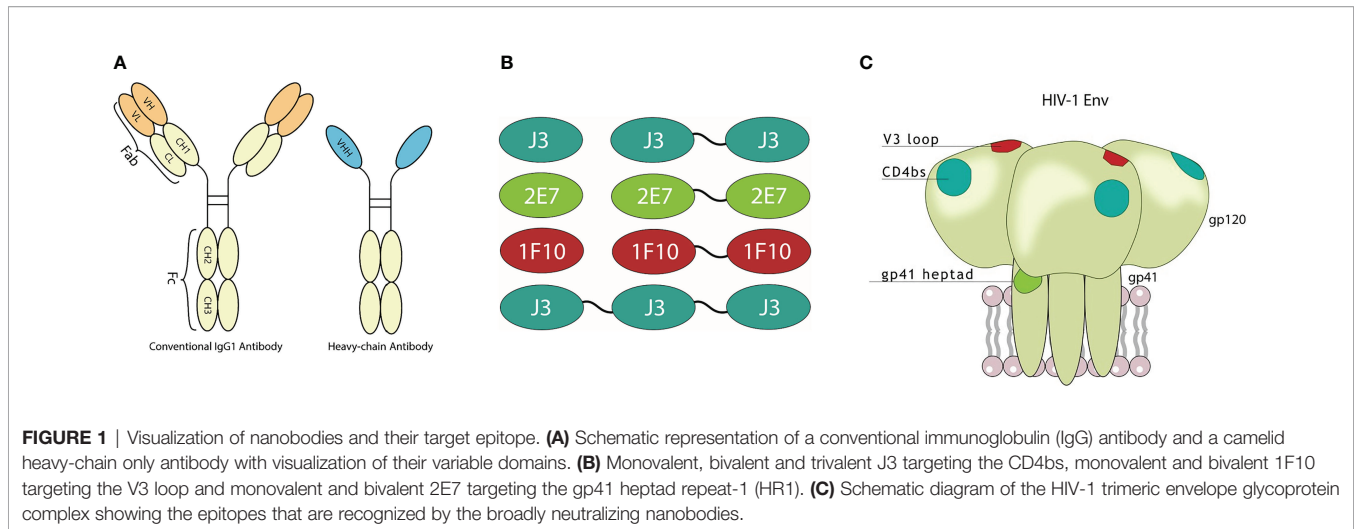 A
B
C
VH
VL
CH1
CL
Fab
CH2
CH3
Fc
Conventional IgG1 Antibody
VHH
Heavy-chain Antibody
J3
J3
J3
2E7
2E7
2E7
1F10
1F10
1F10
J3
J3
J3
HIV-1 Env
V3 loop
CD4bs
gp120
gp41 heptad
gp41
FIGURE 1 | Visualization of nanobodies and their target epitope. (A) Schematic representation of a conventional immunoglobulin (IgG) antibody and a camelid
heavy-chain only antibody with visualization of their variable domains. (B) Monovalent, bivalent and trivalent J3 targeting the CD4bs, monovalent and bivalent 1F10
targeting the V3 loop and monovalent and bivalent 2E7 targeting the gp41 heptad repeat-1 (HR1). (C) Schematic diagram of the HIV-1 trimeric envelope glycoprotein
complex showing the epitopes that are recognized by the broadly neutralizing nanobodies.